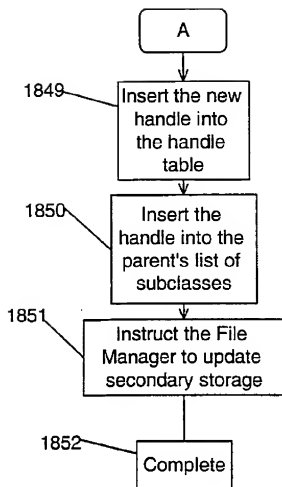 A
1849
Insert the new
handle into
the handle
table
1850
Insert the
handle into the
parent's list of
subclasses
1851
Instruct the File
Manager to update
secondary storage
1852
Complete